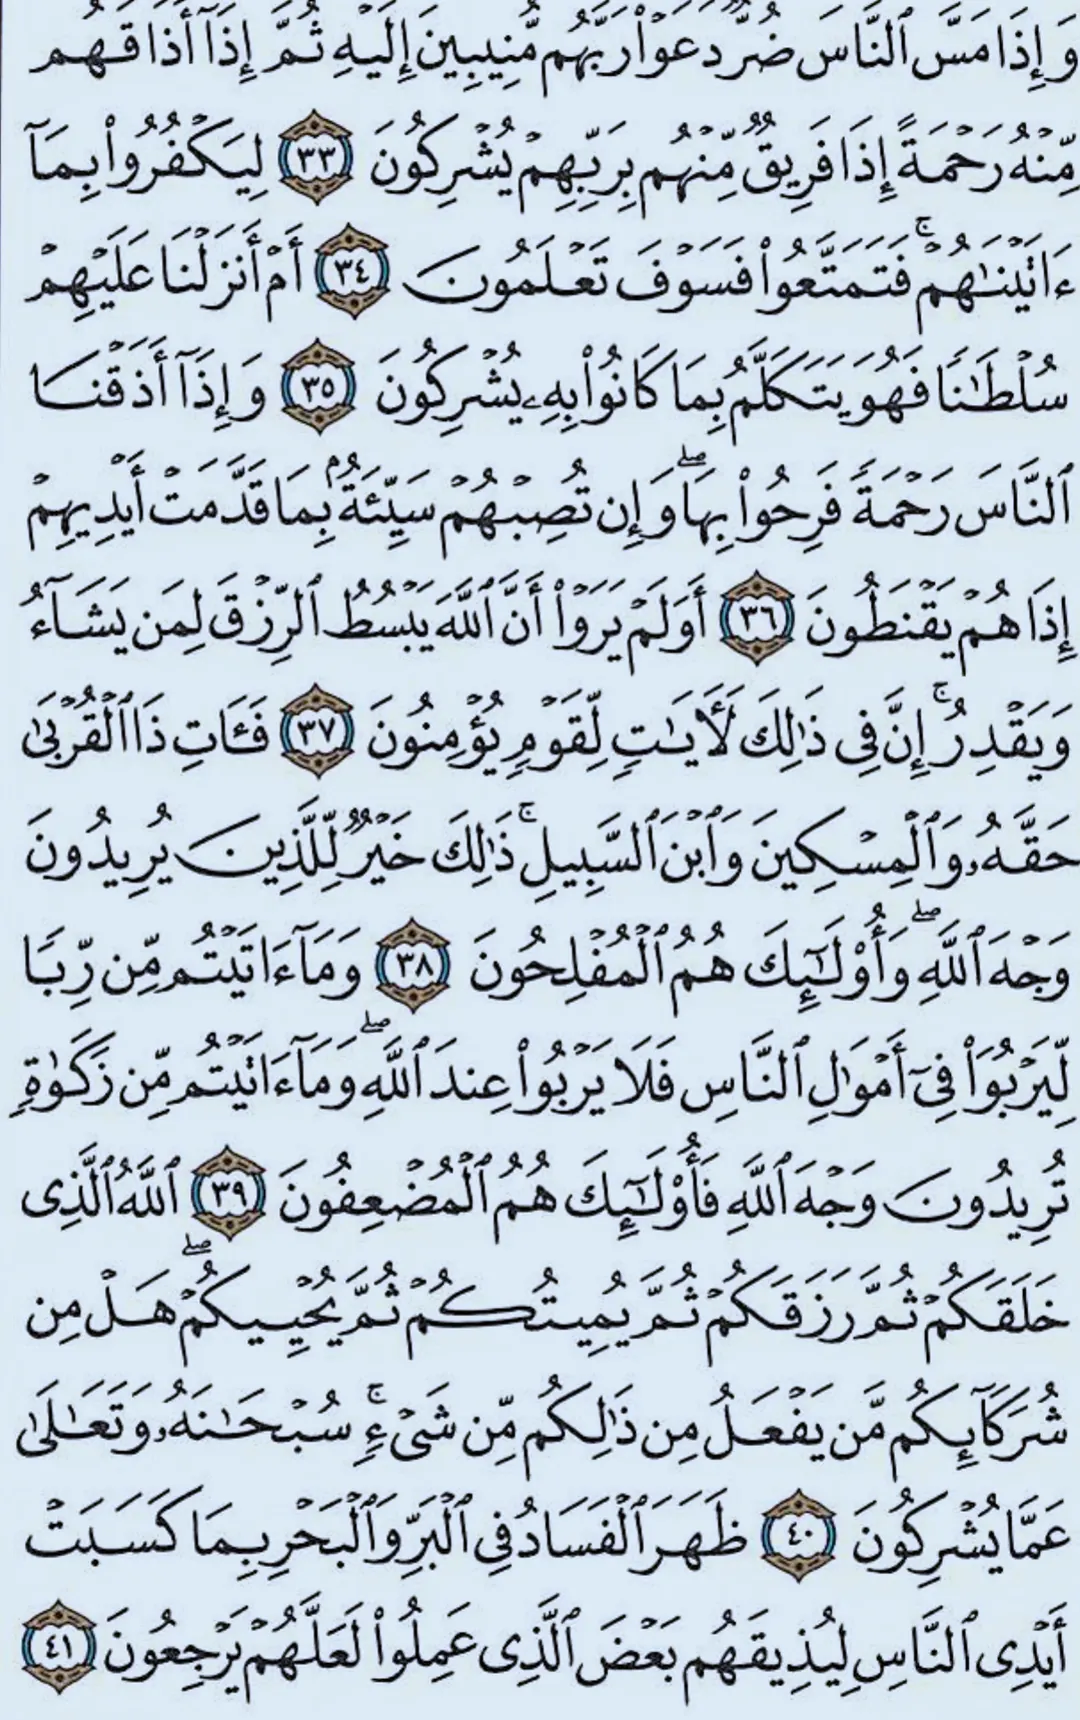 وَإِذَا مَسَّ ٱلنَّاسَ ضُرٌّ دَعَوْا۟ رَبَّهُم مُّنِيبِينَ إِلَيْهِ ثُمَّ إِذَآ أَذَاقَهُم
مِّنْهُ رَحْمَةً إِذَا فَرِيقٌ مِّنْهُم بِرَبِّهِمْ يُشْرِكُونَ ٣٣ لِيَكْفُرُوا۟ بِمَآ
ءَاتَيْنَٰهُمْ ۚ فَتَمَتَّعُوا۟ فَسَوْفَ تَعْلَمُونَ ٣٤ أَمْ أَنزَلْنَا عَلَيْهِمْ
سُلْطَٰنًا فَهُوَ يَتَكَلَّمُ بِمَا كَانُوا۟ بِهِۦ يُشْرِكُونَ ٣٥ وَإِذَآ أَذَقْنَا
ٱلنَّاسَ رَحْمَةً فَرِحُوا۟ بِهَا ۖ وَإِن تُصِبْهُمْ سَيِّئَةٌۢ بِمَا قَدَّمَتْ أَيْدِيهِمْ
إِذَا هُمْ يَقْنَطُونَ ٣٦ أَوَلَمْ يَرَوْا۟ أَنَّ ٱللَّهَ يَبْسُطُ ٱلرِّزْقَ لِمَن يَشَآءُ
وَيَقْدِرُ ۚ إِنَّ فِى ذَٰلِكَ لَءَايَٰتٍ لِّقَوْمٍ يُؤْمِنُونَ ٣٧ فَـَٔاتِ ذَا ٱلْقُرْبَىٰ
حَقَّهُۥ وَٱلْمِسْكِينَ وَٱبْنَ ٱلسَّبِيلِ ۚ ذَٰلِكَ خَيْرٌ لِّلَّذِينَ يُرِيدُونَ
وَجْهَ ٱللَّهِ ۖ وَأُو۟لَٰٓئِكَ هُمُ ٱلْمُفْلِحُونَ ٣٨ وَمَآ ءَاتَيْتُم مِّن رِّبًا
لِّيَرْبُوَا۟ فِىٓ أَمْوَٰلِ ٱلنَّاسِ فَلَا يَرْبُوا۟ عِندَ ٱللَّهِ ۖ وَمَآ ءَاتَيْتُم مِّن زَكَوٰةٍ
تُرِيدُونَ وَجْهَ ٱللَّهِ فَأُو۟لَٰٓئِكَ هُمُ ٱلْمُضْعِفُونَ ٣٩ ٱللَّهُ ٱلَّذِى
خَلَقَكُمْ ثُمَّ رَزَقَكُمْ ثُمَّ يُمِيتُكُمْ ثُمَّ يُحْيِيكُمْ ۖ هَلْ مِن
شُرَكَآئِكُم مَّن يَفْعَلُ مِن ذَٰلِكُم مِّن شَىْءٍ ۚ سُبْحَٰنَهُۥ وَتَعَٰلَىٰ
عَمَّا يُشْرِكُونَ ٤٠ ظَهَرَ ٱلْفَسَادُ فِى ٱلْبَرِّ وَٱلْبَحْرِ بِمَا كَسَبَتْ
أَيْدِى ٱلنَّاسِ لِيُذِيقَهُم بَعْضَ ٱلَّذِى عَمِلُوا۟ لَعَلَّهُمْ يَرْجِعُونَ ٤١